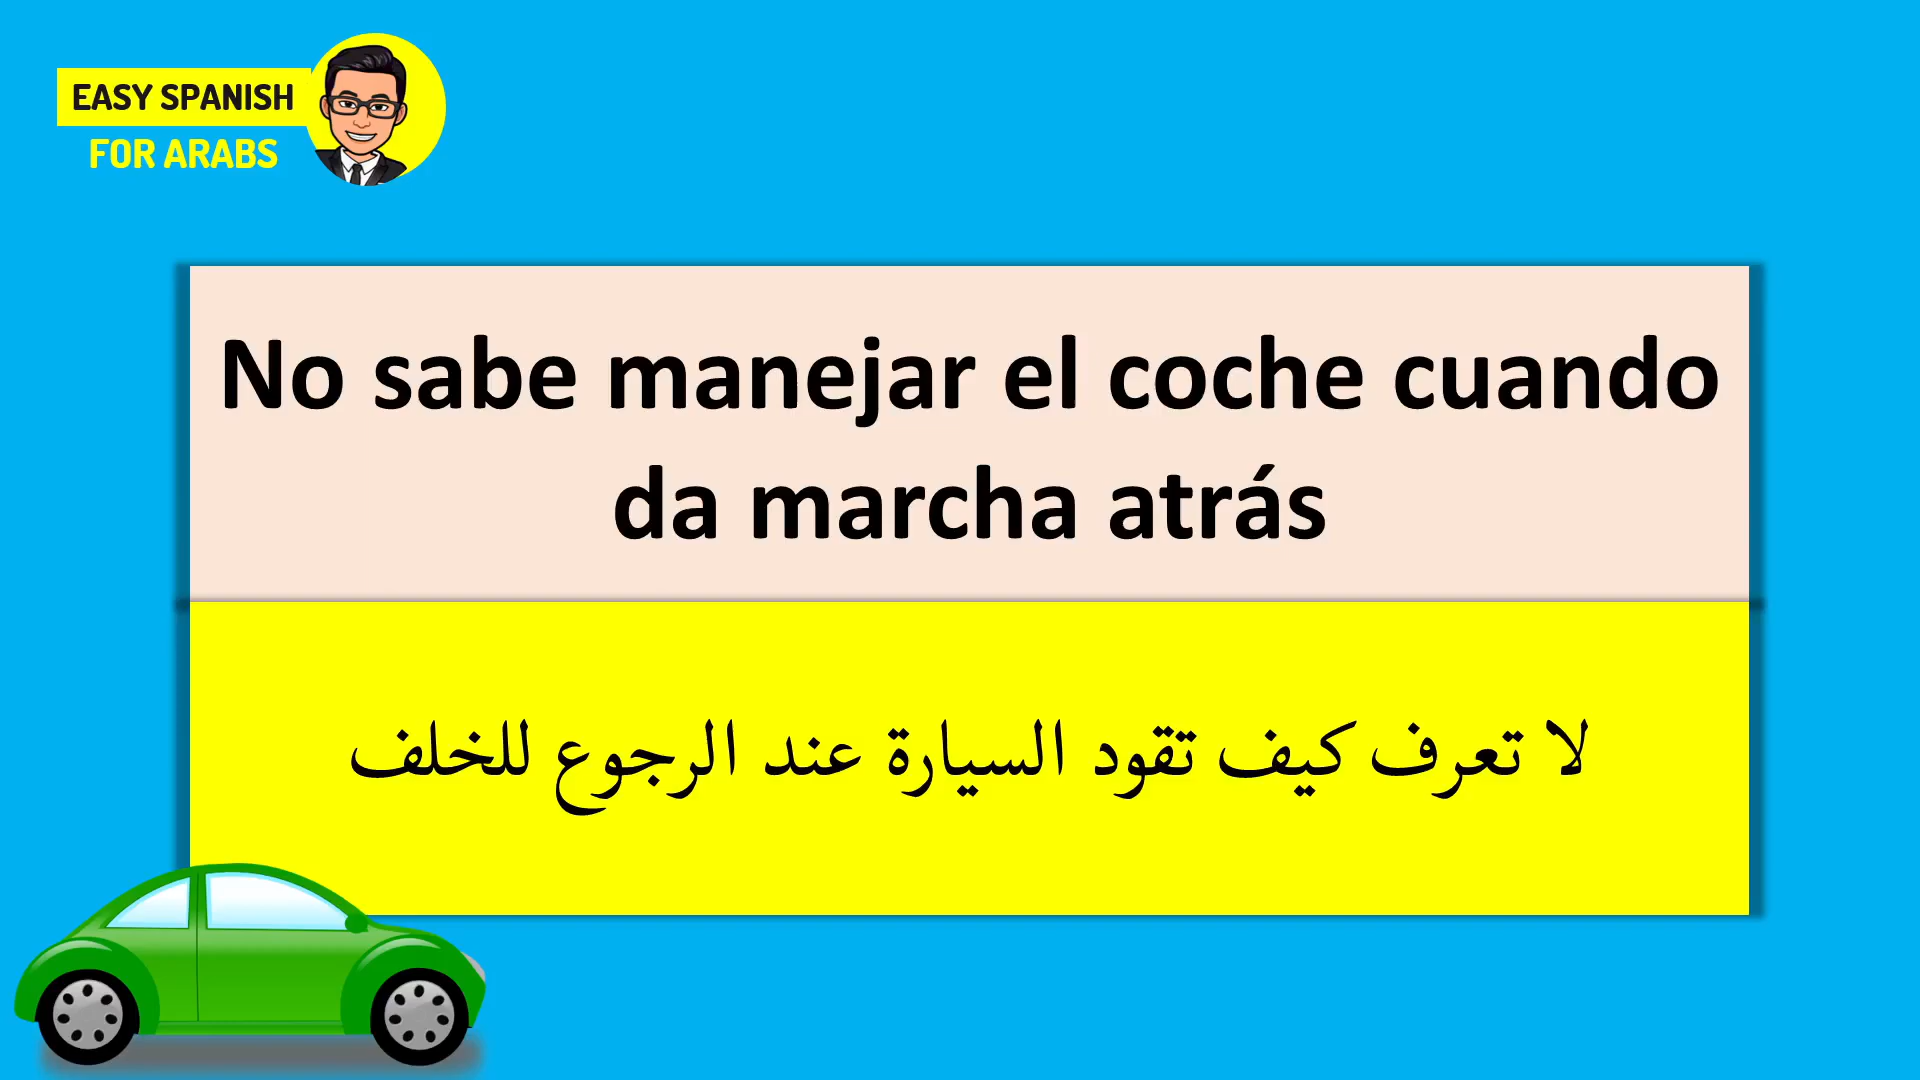 EASY SPANISH
FOR ARABS
No sabe manejar el coche cuando
da marcha atrás
لا تعرف كيف تقود السيارة عند الرجوع للخلف